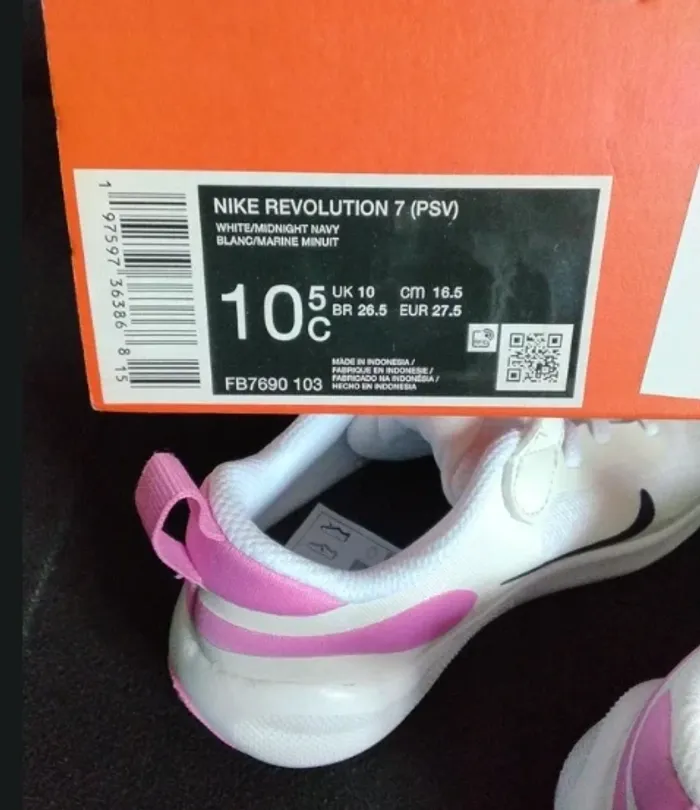 NIKE REVOLUTION 7 (PSV)
WHITE/MIDNIGHT NAVY
BLANC/MARINE MINUIT
10 5 C
UK 10 cm 16.5
BR 26.5 EUR 27.5
MADE IN INDONESIA /
FABRIQUE EN INDONESIE /
FABRICADO NA INDONÉSIA /
HECHO EN INDONESIA
FB7690 103
1 97597 36386 8 15